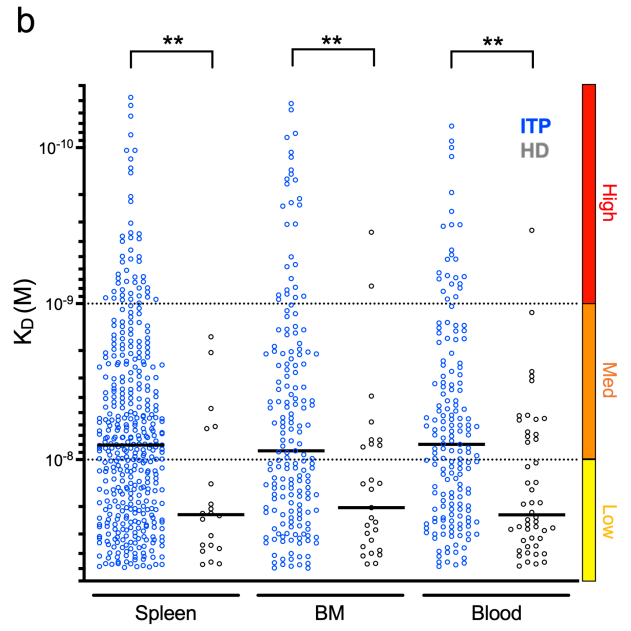 b
** ** **
ITP
HD
10⁻¹⁰
10⁻⁹
10⁻⁸
K_D (M)
High
Med
Low
Spleen BM Blood